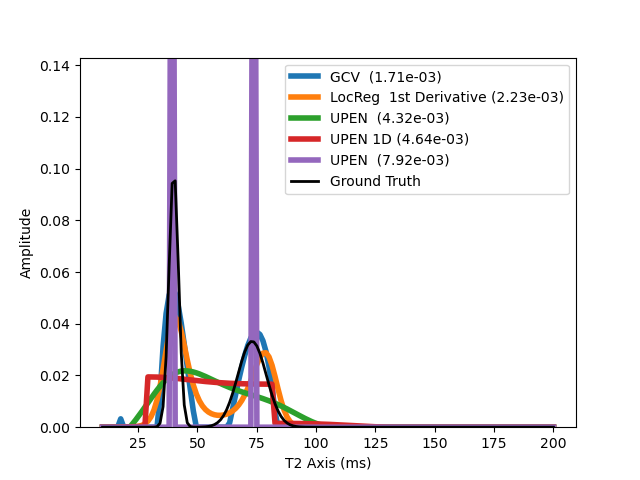 0.14
0.12
0.10
0.08
0.06
0.04
0.02
0.00
Amplitude
GCV  (1.71e-03)
LocReg  1st Derivative (2.23e-03)
UPEN  (4.32e-03)
UPEN 1D (4.64e-03)
UPEN  (7.92e-03)
Ground Truth
25 50 75 100 125 150 175 200
T2 Axis (ms)